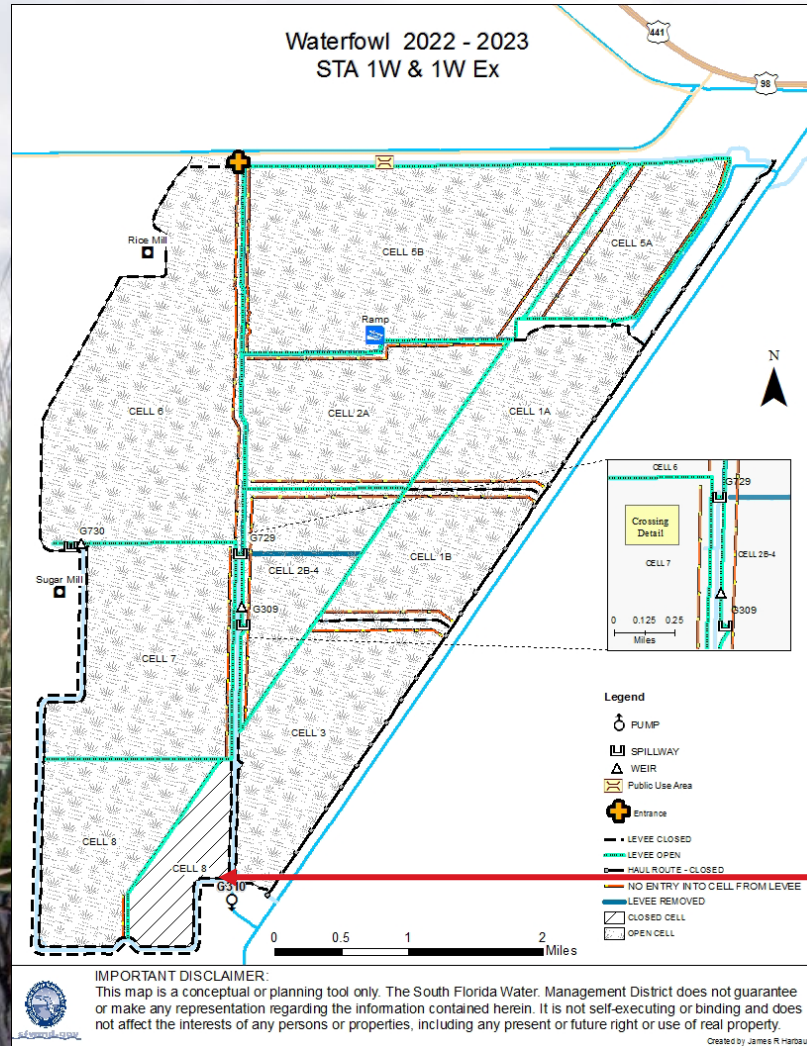 Waterfowl 2022 - 2023
STA 1W & 1W Ex
441
98
Rice Mill
CELL 5B
CELL 5A
Ramp
N
CELL 6
CELL 2A
CELL 1A
CELL 6
G729
Crossing
Detail
CELL 7
CELL 2B-4
G309
0 0.125 0.25
Miles
G730
G729
CELL 1B
CELL 2B-4
Sugar Mill
G309
CELL 7
CELL 3
CELL 8
CELL 8
G310
Legend
PUMP
SPILLWAY
WEIR
Public Use Area
Entrance
LEVEE CLOSED
LEVEE OPEN
HAUL ROUTE - CLOSED
NO ENTRY INTO CELL FROM LEVEE
LEVEE REMOVED
CLOSED CELL
OPEN CELL
0 0.5 1 2
Miles
IMPORTANT DISCLAIMER:
This map is a conceptual or planning tool only. The South Florida Water. Management District does not guarantee
or make any representation regarding the information contained herein. It is not self-executing or binding and does
not affect the interests of any persons or properties, including any present or future right or use of real property.
sfwmd.gov
Created by James R Harbau